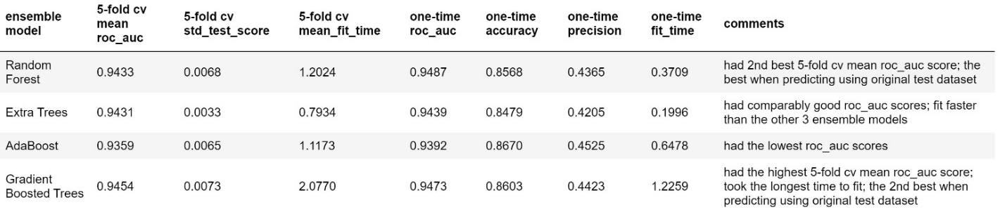 ensemble model 5-fold cv mean roc_auc 5-fold cv std_test_score 5-fold cv mean_fit_time one-time roc_auc one-time accuracy one-time precision one-time fit_time comments
Random Forest 0.9433 0.0068 1.2024 0.9487 0.8568 0.4365 0.3709 had 2nd best 5-fold cv mean roc_auc score; the
best when predicting using original test dataset
Extra Trees 0.9431 0.0033 0.7934 0.9439 0.8479 0.4205 0.1996 had comparably good roc_auc scores; fit faster
than the other 3 ensemble models
AdaBoost 0.9359 0.0065 1.1173 0.9392 0.8670 0.4525 0.6478 had the lowest roc_auc scores
Gradient Boosted Trees 0.9454 0.0073 2.0770 0.9473 0.8603 0.4423 1.2259 had the highest 5-fold cv mean roc_auc score;
took the longest time to fit; the 2nd best when
predicting using original test dataset